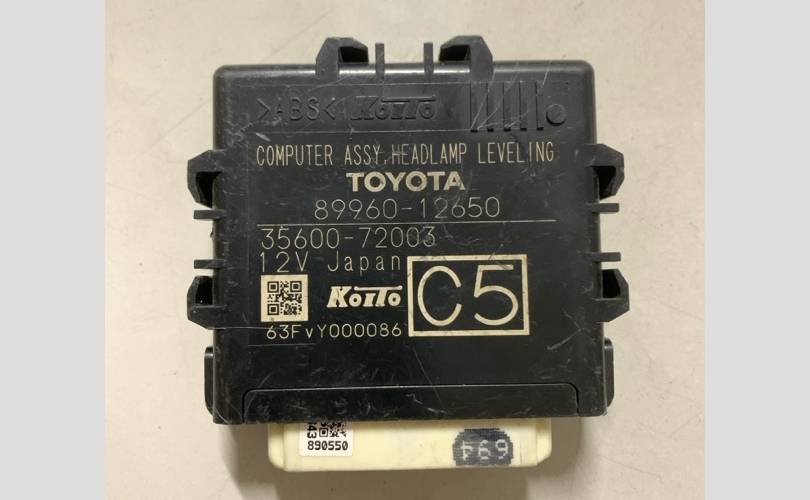 >ABS< KOITO
COMPUTER ASSY,HEADLAMP LEVELING
TOYOTA
89960-12650
35600-72003
12V Japan
KOITO C5
63FvY000086
890550
694